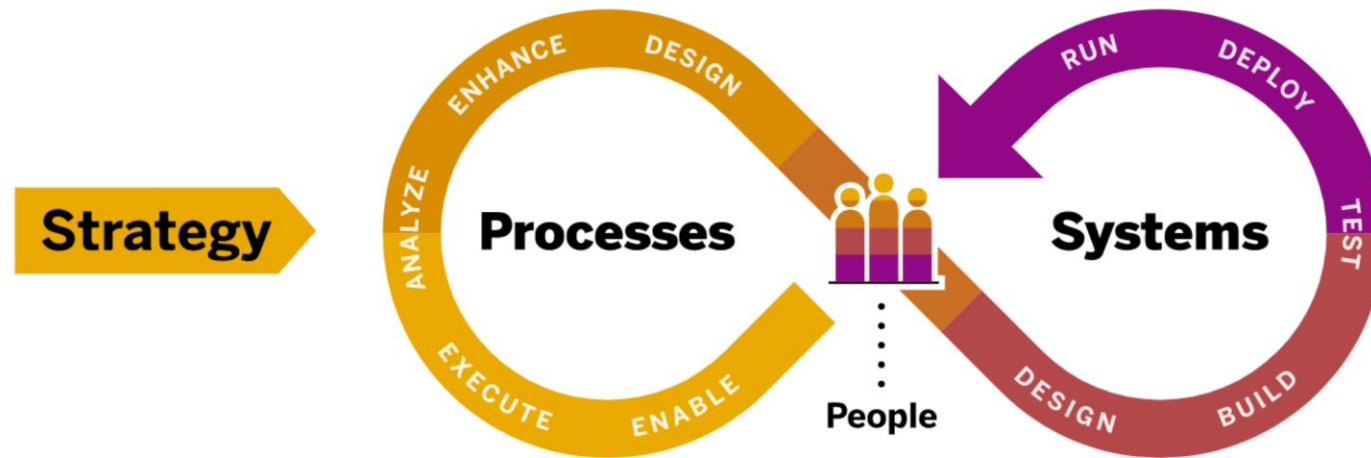 Strategy
Processes
ENABLE
EXECUTE
ANALYZE
ENHANCE
DESIGN
People
Systems
DESIGN
BUILD
TEST
DEPLOY
RUN